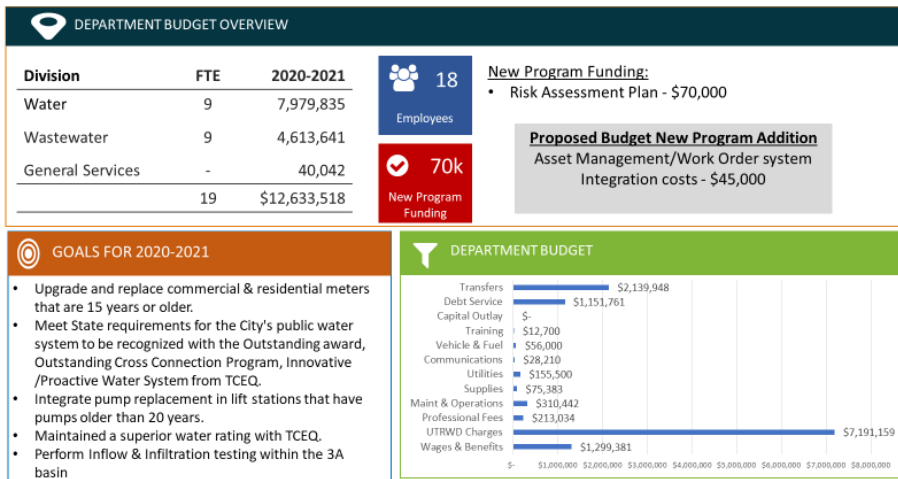 DEPARTMENT BUDGET OVERVIEW
Division FTE 2020-2021
Water 9 7,979,835
Wastewater 9 4,613,641
General Services - 40,042
19 $12,633,518
18
Employees
70k
New Program
Funding
New Program Funding:
• Risk Assessment Plan - $70,000
Proposed Budget New Program Addition
Asset Management/Work Order system
Integration costs - $45,000
GOALS FOR 2020-2021
• Upgrade and replace commercial & residential meters
that are 15 years or older.
• Meet State requirements for the City's public water
system to be recognized with the Outstanding award,
Outstanding Cross Connection Program, Innovative
/Proactive Water System from TCEQ.
• Integrate pump replacement in lift stations that have
pumps older than 20 years.
• Maintained a superior water rating with TCEQ.
• Perform Inflow & Infiltration testing within the 3A
basin
DEPARTMENT BUDGET
Transfers $2,139,948
Debt Service $1,151,761
Capital Outlay $-
Training $12,700
Vehicle & Fuel $56,000
Communications $28,210
Utilities $155,500
Supplies $75,383
Maint & Operations $310,442
Professional Fees $213,034
UTRWD Charges $7,191,159
Wages & Benefits $1,299,381
$- $1,000,000 $2,000,000 $3,000,000 $4,000,000 $5,000,000 $6,000,000 $7,000,000 $8,000,000